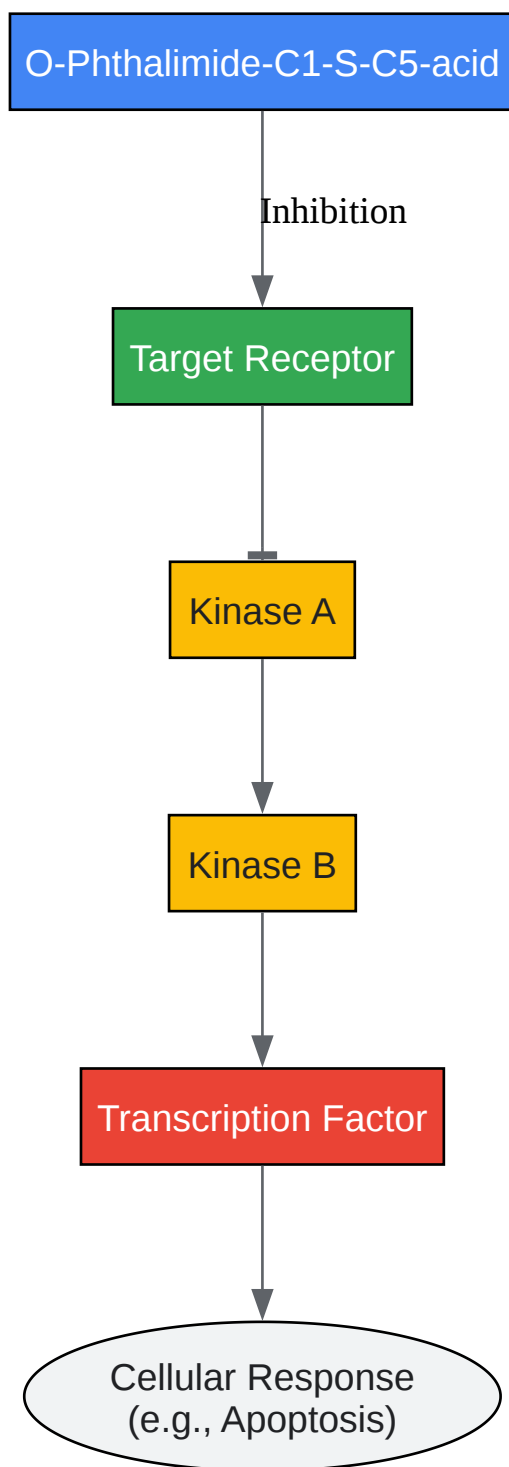 O-Phthalimide-C1-S-C5-acid
Inhibition
Target Receptor
Kinase A
Kinase B
Transcription Factor
Cellular Response
(e.g., Apoptosis)